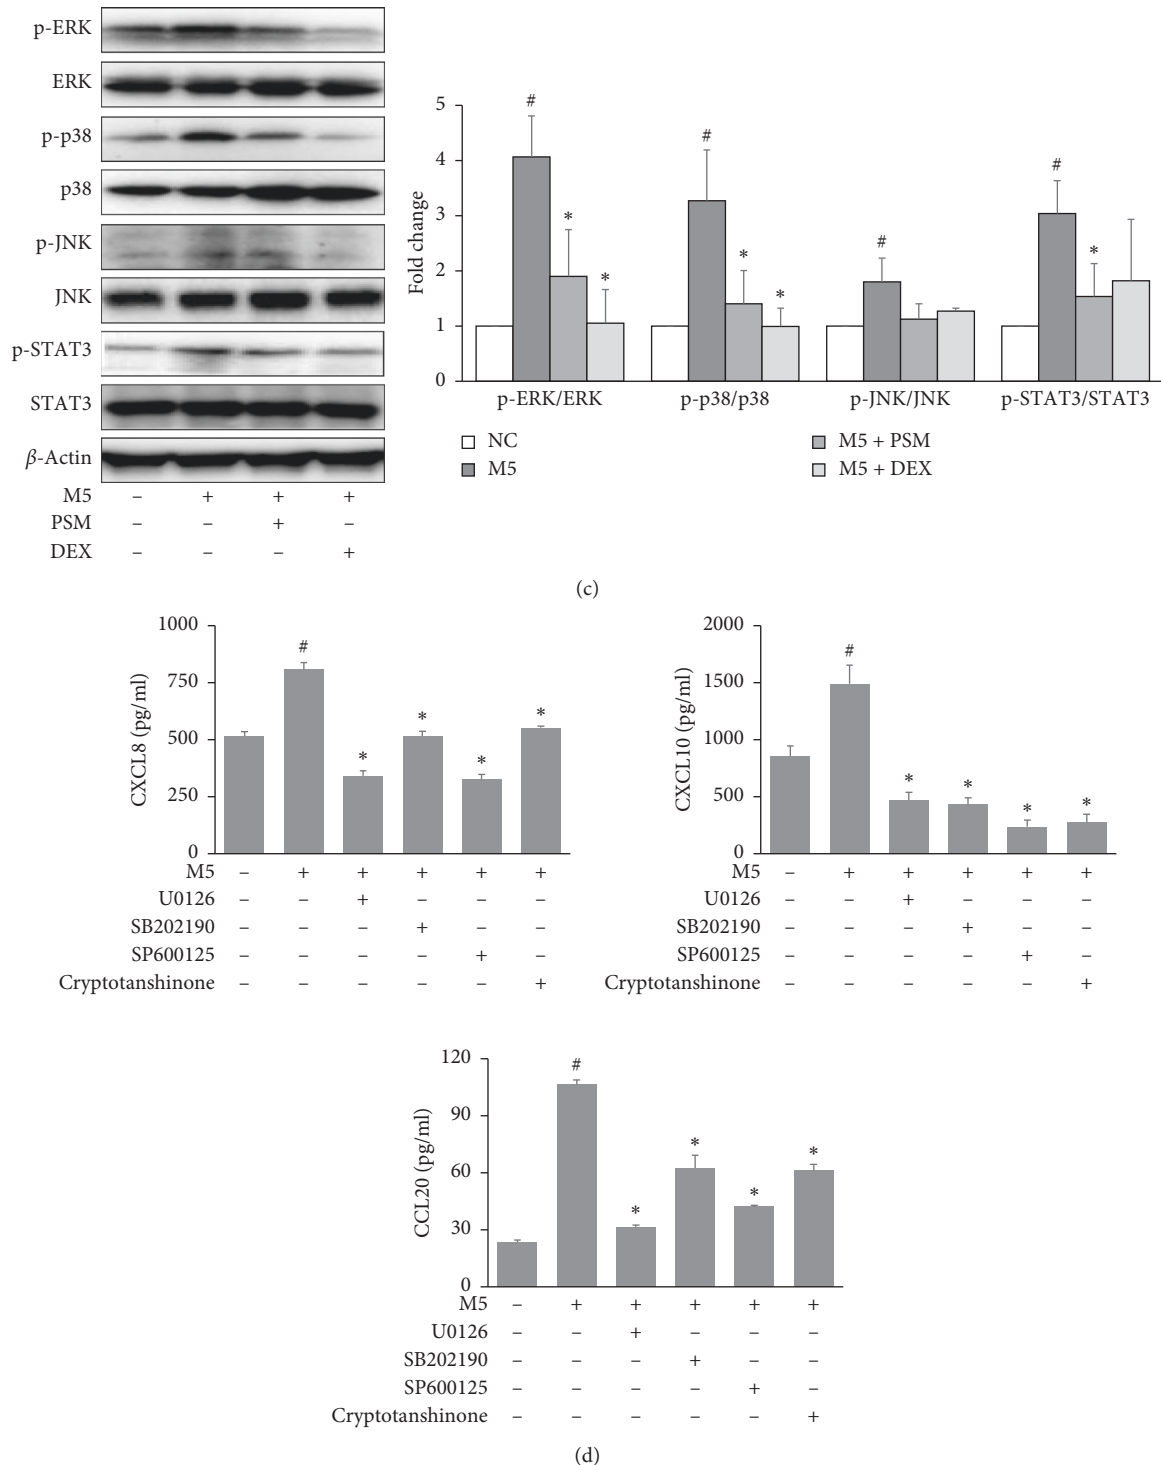 p-ERK
ERK
p-p38
p38
p-JNK
JNK
p-STAT3
STAT3
β-Actin
M5 – + + +
PSM – – + –
DEX – – – +
Fold change
5
4
3
2
1
0
# * *
# * *
#
# *
p-ERK/ERK p-p38/p38 p-JNK/JNK p-STAT3/STAT3
NC M5 + PSM
M5 M5 + DEX
(c)
CXCL8 (pg/ml)
1000
750
500
250
0
# * * * *
M5 – + + + + +
U0126 – – + – – –
SB202190 – – – + – –
SP600125 – – – – + –
Cryptotanshinone – – – – – +
CXCL10 (pg/ml)
2000
1500
1000
500
0
# * * * *
M5 – + + + + +
U0126 – – + – – –
SB202190 – – – + – –
SP600125 – – – – + –
Cryptotanshinone – – – – – +
CCL20 (pg/ml)
120
90
60
30
0
# * * * *
M5 – + + + + +
U0126 – – + – – –
SB202190 – – – + – –
SP600125 – – – – + –
Cryptotanshinone – – – – – +
(d)